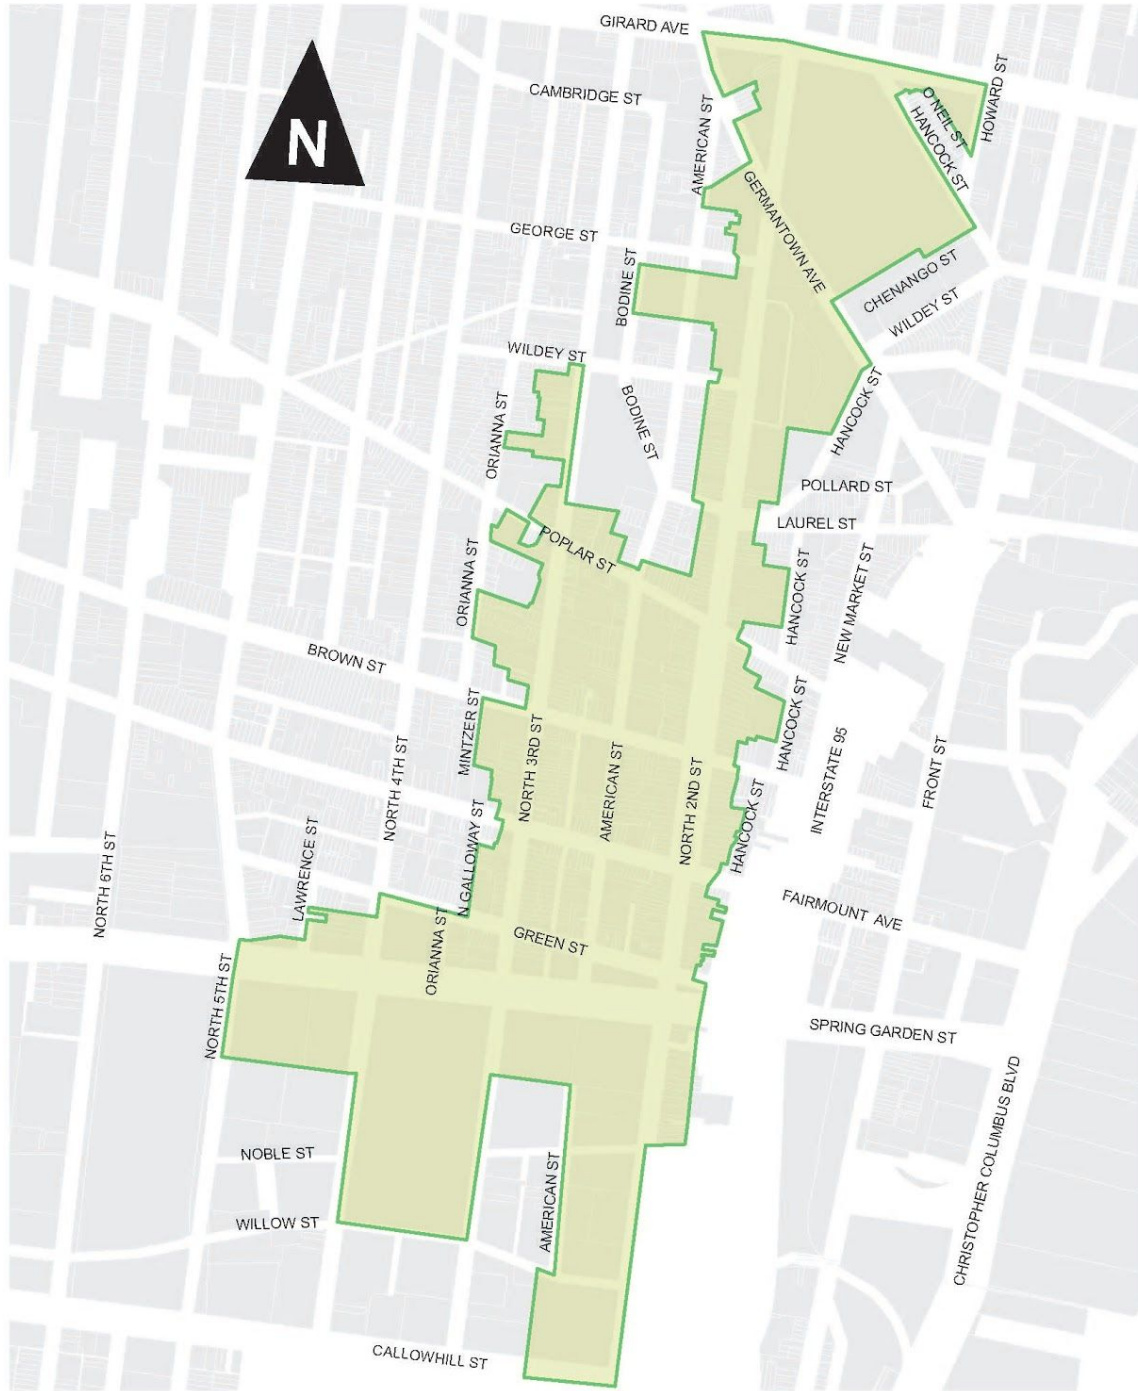 GIRARD AVE
N
CAMBRIDGE ST
AMERICAN ST
O'NEIL ST
HANCOCK ST
HOWARD ST
GERMANTOWN AVE
GEORGE ST
BODINE ST
CHENANGO ST
WILDEY ST
WILDEY ST
ORIANNA ST
BODINE ST
HANCOCK ST
POLLARD ST
LAUREL ST
POPLAR ST
ORIANNA ST
HANCOCK ST
NEW MARKET ST
BROWN ST
MINTZER ST
NORTH 3RD ST
HANCOCK ST
NORTH 4TH ST
AMERICAN ST
NORTH 2ND ST
INTERSTATE 95
FRONT ST
HANCOCK ST
NORTH 6TH ST
LAWRENCE ST
N GALLOWAY ST
FAIRMOUNT AVE
ORIANNA ST
GREEN ST
NORTH 5TH ST
SPRING GARDEN ST
CHRISTOPHER COLUMBUS BLVD
NOBLE ST
AMERICAN ST
WILLOW ST
CALLOWHILL ST